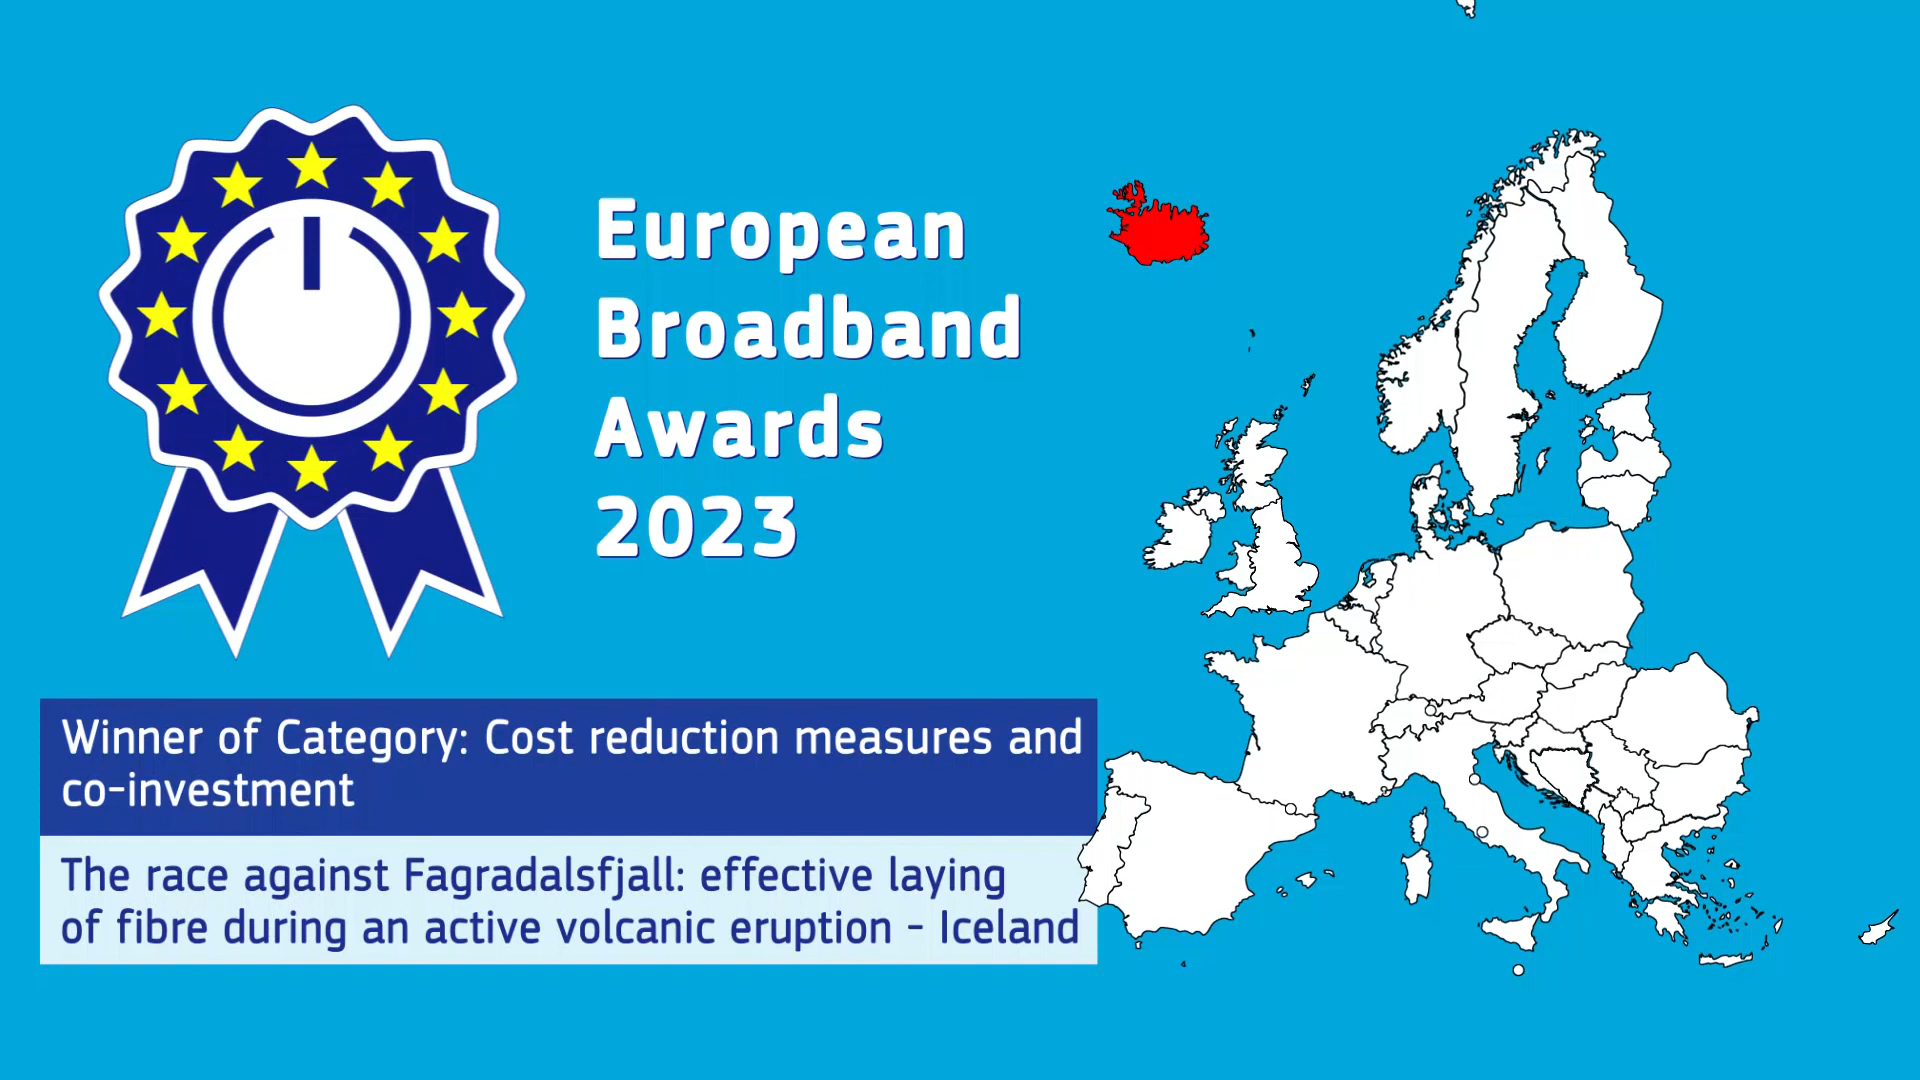 European
Broadband
Awards
2023
Winner of Category: Cost reduction measures and
co-investment
The race against Fagradalsfjall: effective laying
of fibre during an active volcanic eruption - Iceland